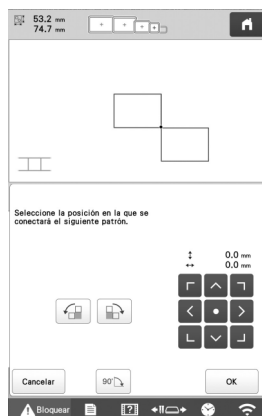 53.2 mm
74.7 mm
Seleccione la posición en la que se
conectará el siguiente patrón.
0.0 mm
0.0 mm
Cancelar
90°
OK
Bloquear